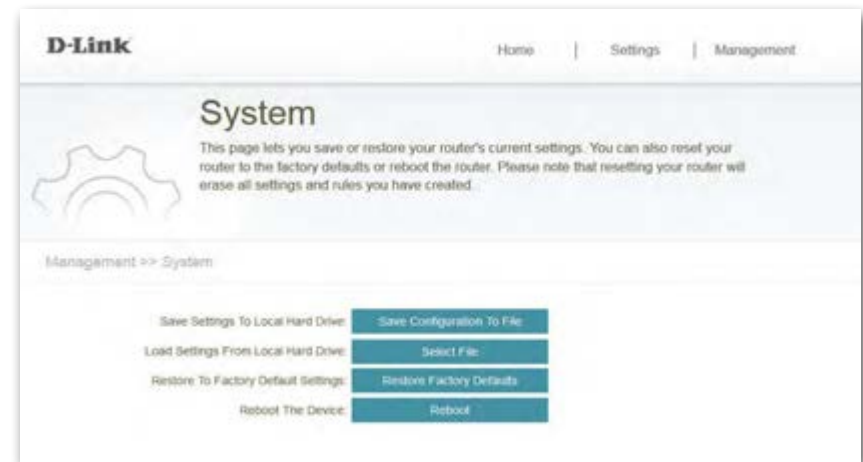 D-Link
Home | Settings | Management
System
This page lets you save or restore your router's current settings. You can also reset your
router to the factory defaults or reboot the router. Please note that resetting your router will
erase all settings and rules you have created.
Management >> System
Save Settings To Local Hard Drive: Save Configuration To File
Load Settings From Local Hard Drive: Select File
Restore To Factory Default Settings: Restore Factory Defaults
Reboot The Device: Reboot